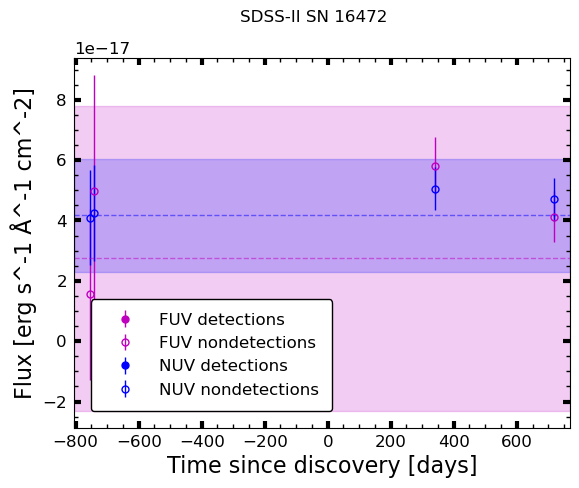 SDSS-II SN 16472
1e−17
Flux [erg s^-1 Å^-1 cm^-2]
8
6
4
2
0
−2
FUV detections
FUV nondetections
NUV detections
NUV nondetections
−800 −600 −400 −200 0 200 400 600
Time since discovery [days]